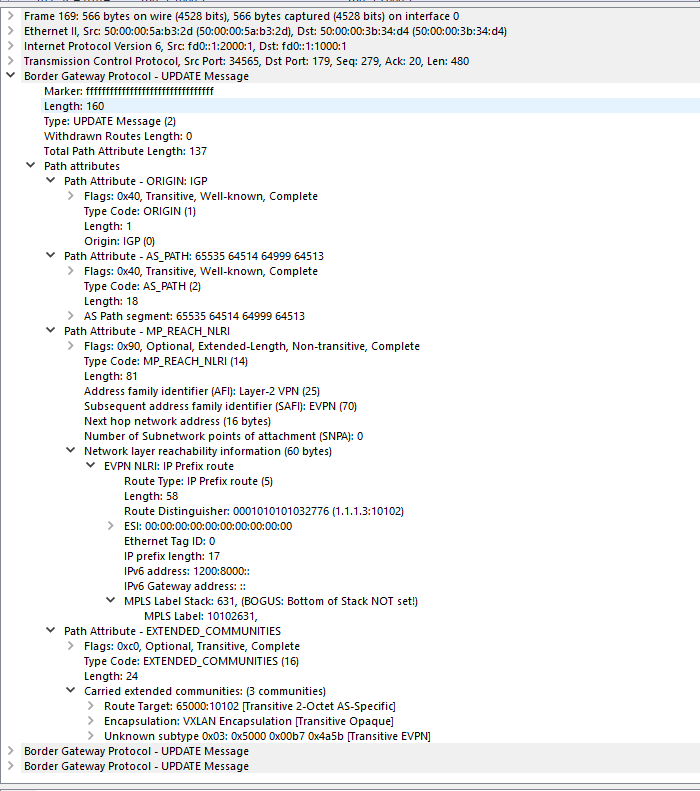 Frame 169: 566 bytes on wire (4528 bits), 566 bytes captured (4528 bits) on interface 0
Ethernet II, Src: 50:00:00:5a:b3:2d (50:00:00:5a:b3:2d), Dst: 50:00:00:3b:34:d4 (50:00:00:3b:34:d4)
Internet Protocol Version 6, Src: fd0::1:2000:1, Dst: fd0::1:1000:1
Transmission Control Protocol, Src Port: 34565, Dst Port: 179, Seq: 279, Ack: 20, Len: 480
Border Gateway Protocol - UPDATE Message
Marker: ffffffffffffffffffffffffffffffff
Length: 160
Type: UPDATE Message (2)
Withdrawn Routes Length: 0
Total Path Attribute Length: 137
Path attributes
Path Attribute - ORIGIN: IGP
Flags: 0x40, Transitive, Well-known, Complete
Type Code: ORIGIN (1)
Length: 1
Origin: IGP (0)
Path Attribute - AS_PATH: 65535 64514 64999 64513
Flags: 0x40, Transitive, Well-known, Complete
Type Code: AS_PATH (2)
Length: 18
AS Path segment: 65535 64514 64999 64513
Path Attribute - MP_REACH_NLRI
Flags: 0x90, Optional, Extended-Length, Non-transitive, Complete
Type Code: MP_REACH_NLRI (14)
Length: 81
Address family identifier (AFI): Layer-2 VPN (25)
Subsequent address family identifier (SAFI): EVPN (70)
Next hop network address (16 bytes)
Number of Subnetwork points of attachment (SNPA): 0
Network layer reachability information (60 bytes)
EVPN NLRI: IP Prefix route
Route Type: IP Prefix route (5)
Length: 58
Route Distinguisher: 0001010101032776 (1.1.1.3:10102)
ESI: 00:00:00:00:00:00:00:00:00:00
Ethernet Tag ID: 0
IP prefix length: 17
IPv6 address: 1200:8000::
IPv6 Gateway address: ::
MPLS Label Stack: 631, (BOGUS: Bottom of Stack NOT set!)
MPLS Label: 10102631,
Path Attribute - EXTENDED_COMMUNITIES
Flags: 0xc0, Optional, Transitive, Complete
Type Code: EXTENDED_COMMUNITIES (16)
Length: 24
Carried extended communities: (3 communities)
Route Target: 65000:10102 [Transitive 2-Octet AS-Specific]
Encapsulation: VXLAN Encapsulation [Transitive Opaque]
Unknown subtype 0x03: 0x5000 0x00b7 0x4a5b [Transitive EVPN]
Border Gateway Protocol - UPDATE Message
Border Gateway Protocol - UPDATE Message